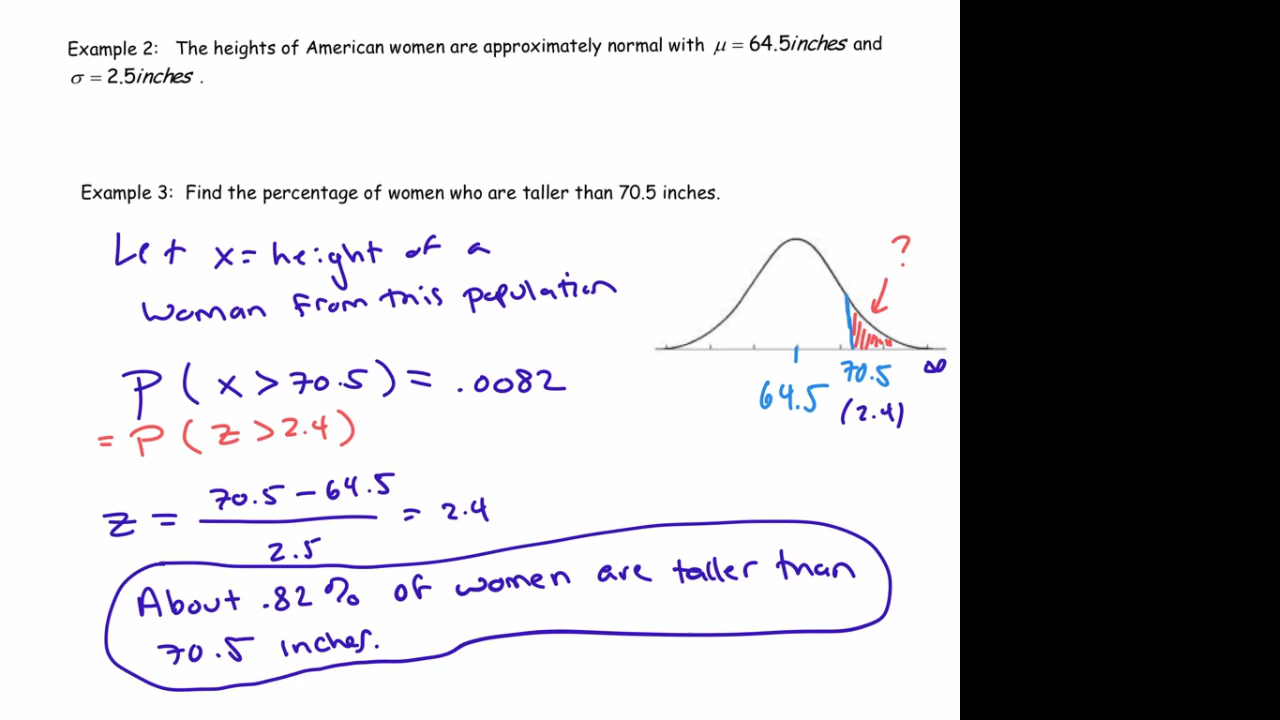 Example 2: The heights of American women are approximately normal with μ = 64.5inches and
σ = 2.5inches .
Example 3: Find the percentage of women who are taller than 70.5 inches.
Let x = height of a
woman from this population
?
P ( x > 70.5 ) = .0082
64.5 70.5 ∞
(2.4)
= P ( z > 2.4 )
z = 70.5 - 64.5 / 2.5 = 2.4
About .82 % of women are taller than
70.5 inches.